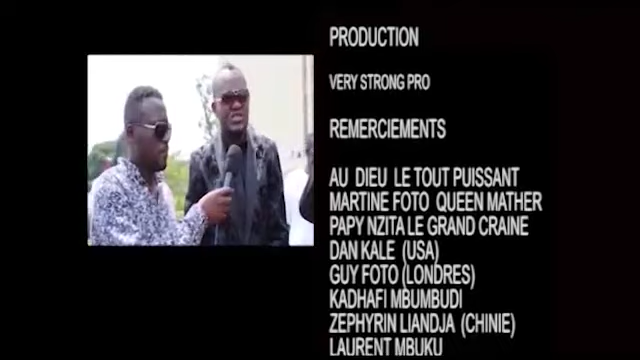 PRODUCTION
VERY STRONG PRO
REMERCIEMENTS
AU DIEU LE TOUT PUISSANT
MARTINE FOTO QUEEN MATHER
PAPY NZITA LE GRAND CRAINE
DAN KALE (USA)
GUY FOTO (LONDRES)
KADHAFI MBUMBUDI
ZEPHYRIN LIANDJA (CHINIE)
LAURENT MBUKU